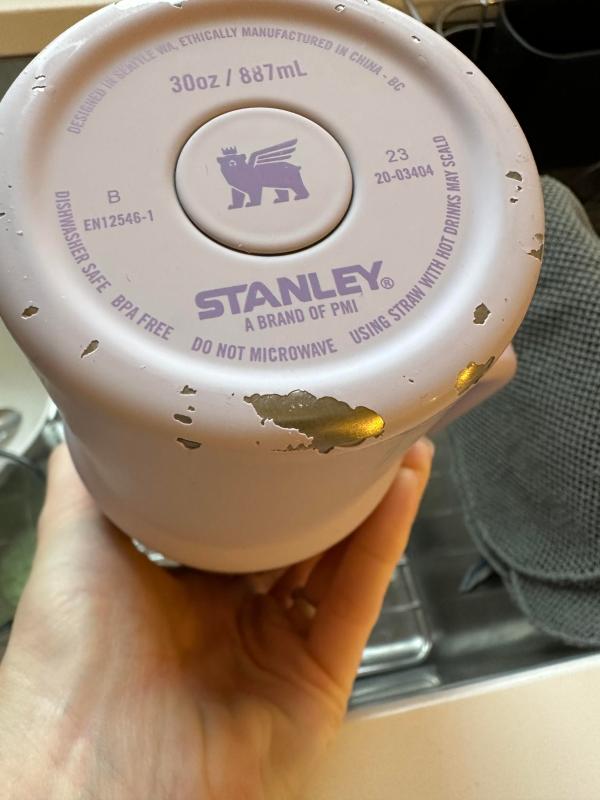 DESIGNED IN SEATTLE WA, ETHICALLY MANUFACTURED IN CHINA - BC
30oz / 887mL
B
EN12546-1
23
20-03404
STANLEY®
A BRAND OF PMI
DISHWASHER SAFE BPA FREE DO NOT MICROWAVE USING STRAW WITH HOT DRINKS MAY SCALD